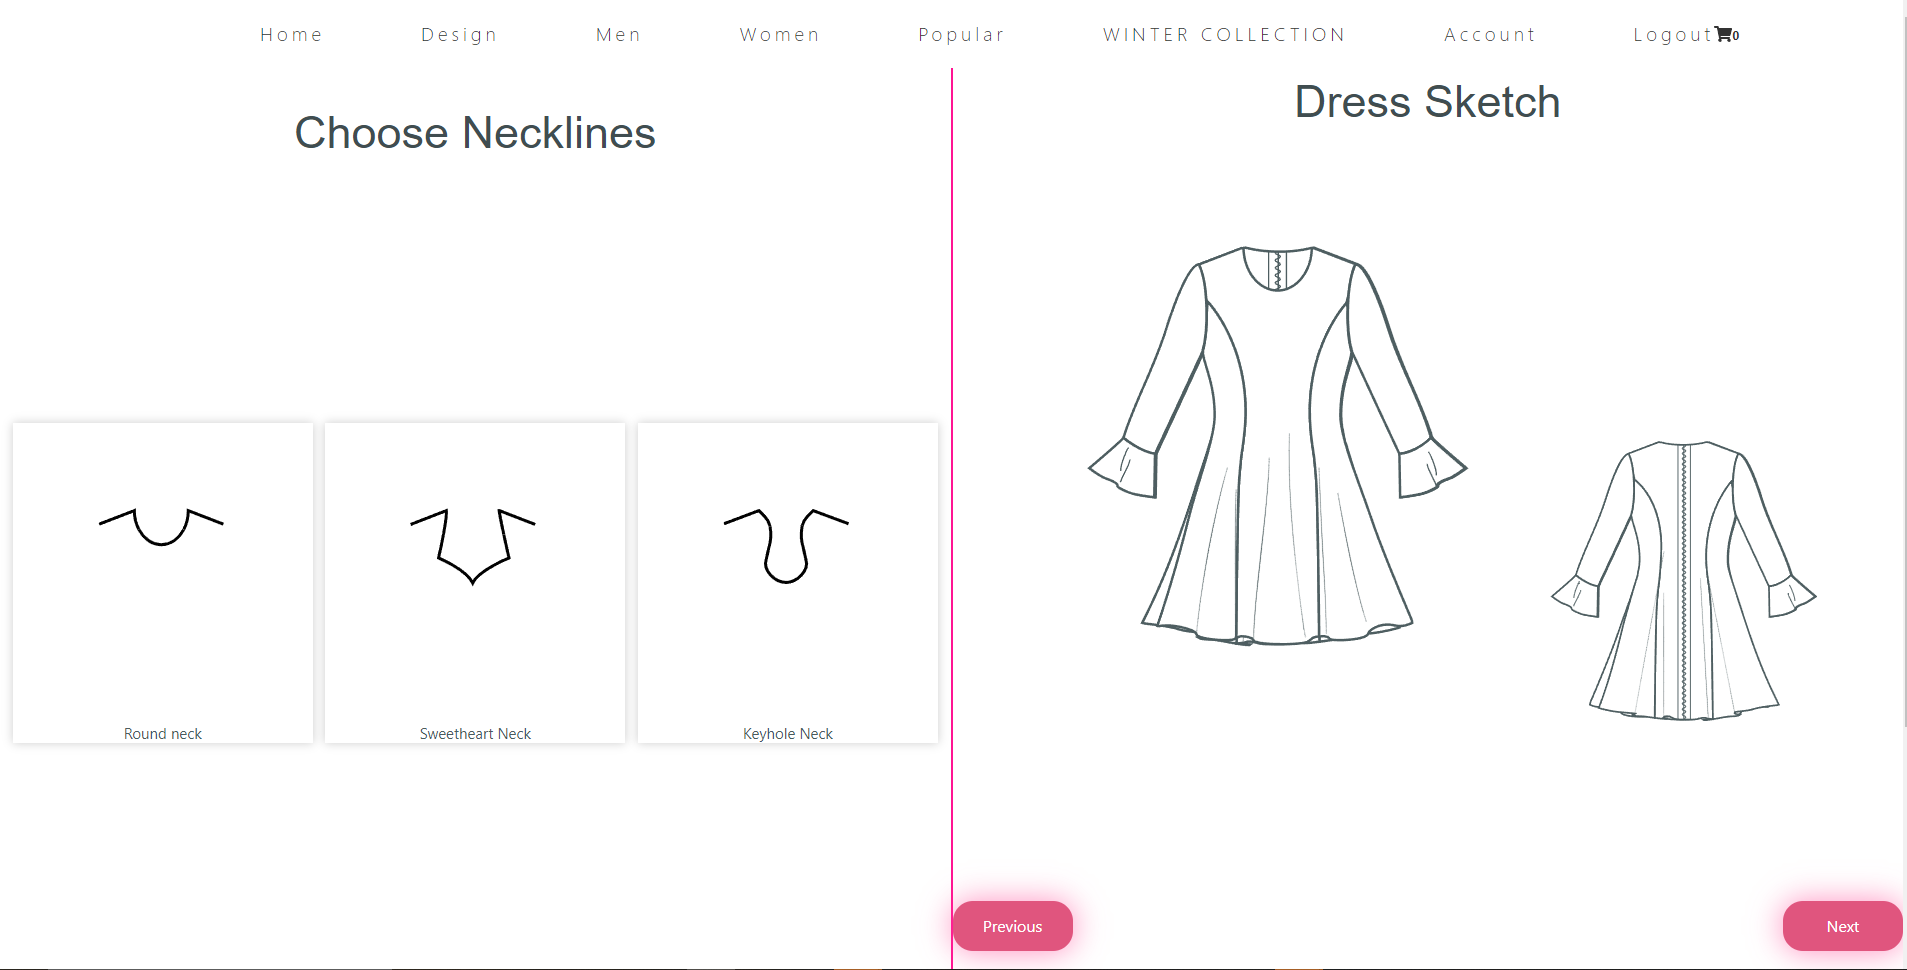 Home Design Men Women Popular WINTER COLLECTION Account Logout 0
Choose Necklines
Dress Sketch
Round neck
Sweetheart Neck
Keyhole Neck
Previous
Next